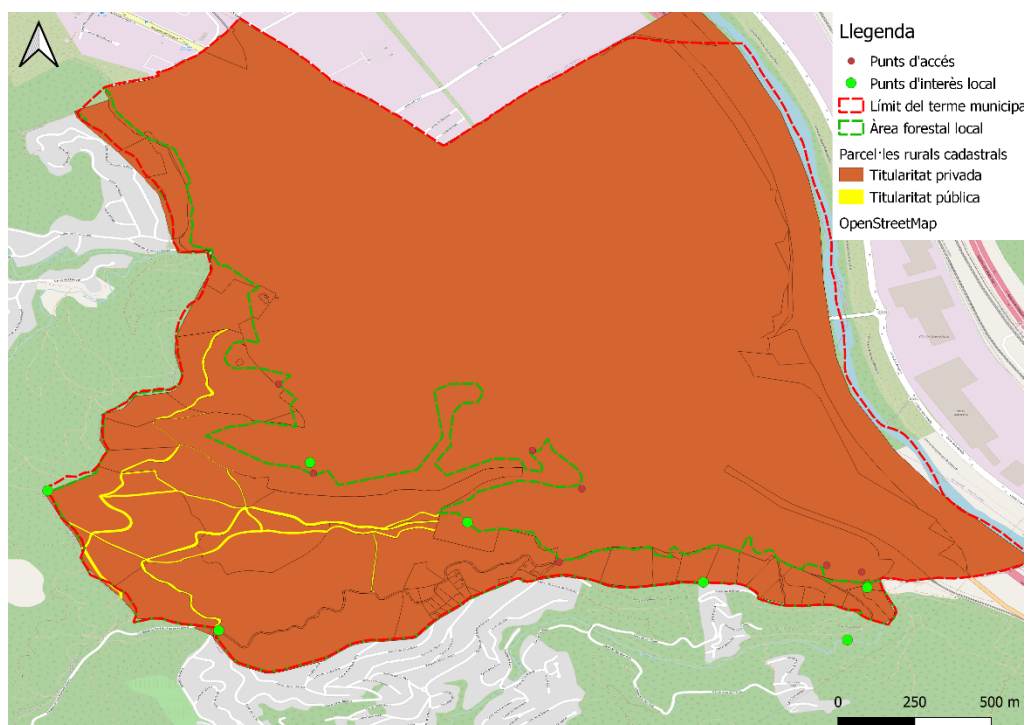 Llegenda
Punts d'accés
Punts d'interès local
Límit del terme municipa
Àrea forestal local
Parcel·les rurals cadastrals
Titularitat privada
Titularitat pública
OpenStreetMap
0 250 500 m